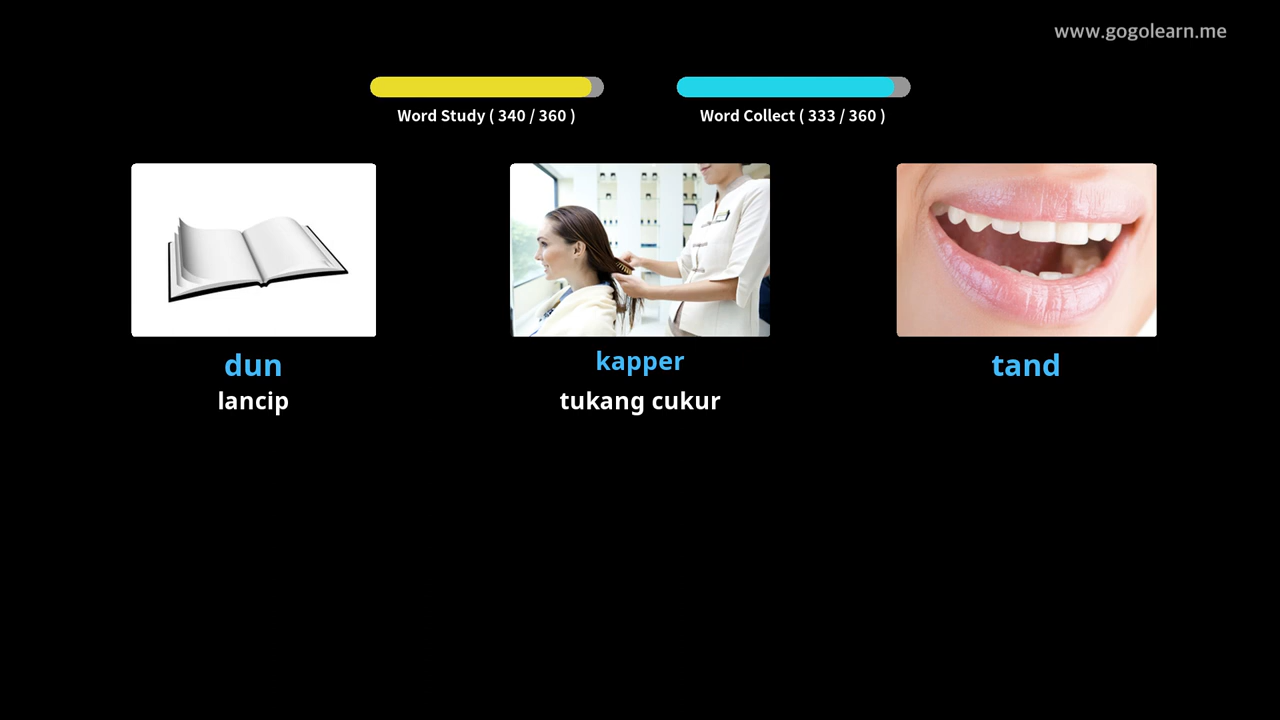 www.gogolearn.me
Word Study ( 340 / 360 )
Word Collect ( 333 / 360 )
dun
lancip
kapper
tukang cukur
tand